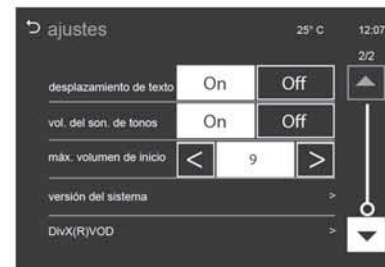 ajustes 25° C 12:07
2/2
desplazamiento de texto On Off
vol. del son. de tonos On Off
máx. volumen de inicio < 9 >
versión del sistema >
DivX(R)VOD >